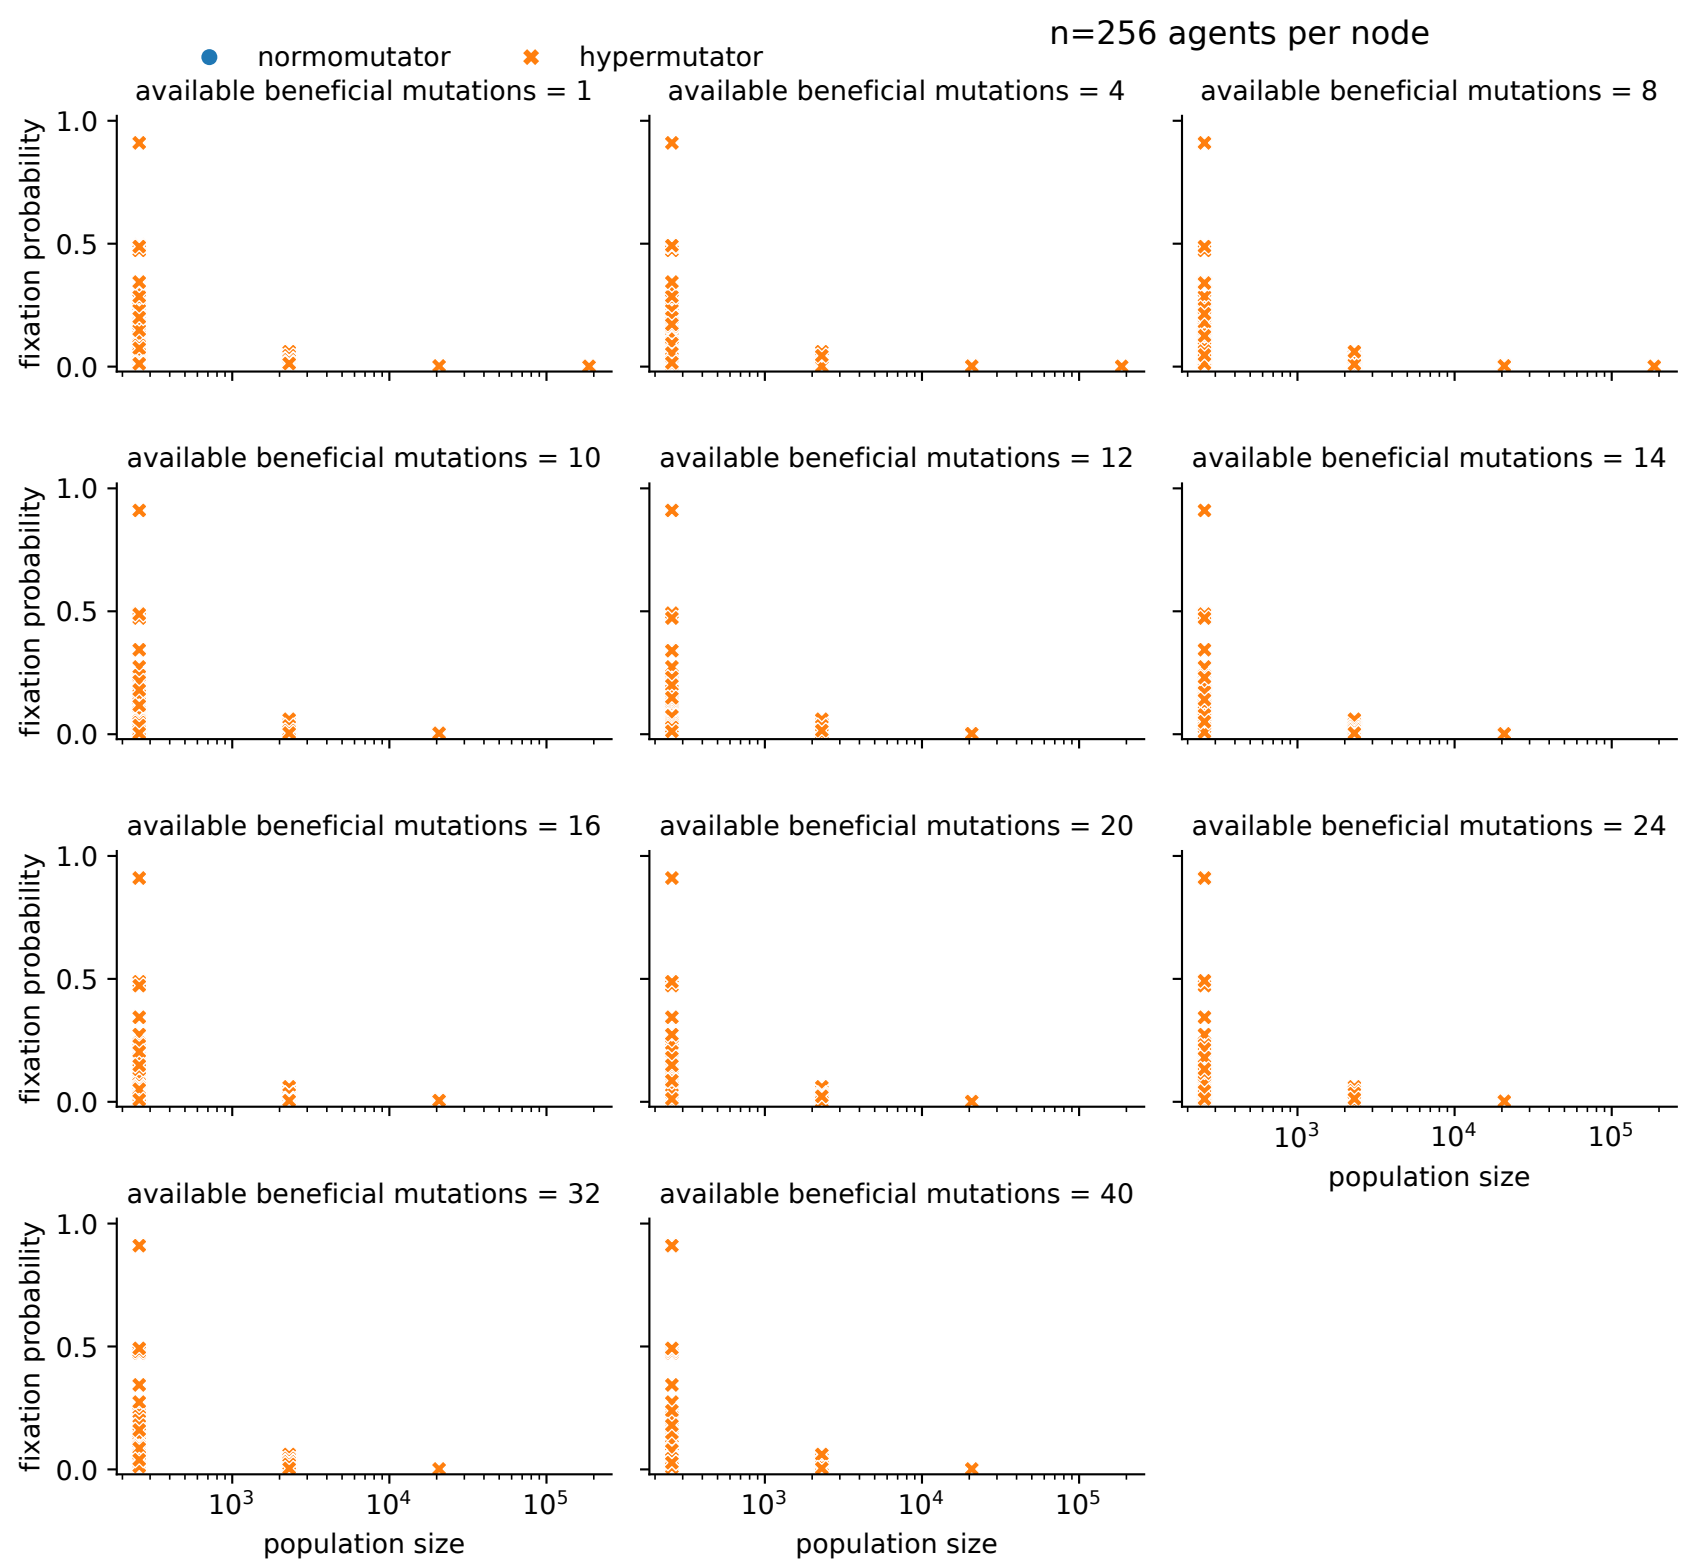 n=256 agents per node
normomutator hypermutator
available beneficial mutations = 1 available beneficial mutations = 4 available beneficial mutations = 8
fixation probability
1.0
0.5
0.0
available beneficial mutations = 10 available beneficial mutations = 12 available beneficial mutations = 14
fixation probability
1.0
0.5
0.0
available beneficial mutations = 16 available beneficial mutations = 20 available beneficial mutations = 24
fixation probability
1.0
0.5
0.0
10³ 10⁴ 10⁵
population size
available beneficial mutations = 32 available beneficial mutations = 40
fixation probability
1.0
0.5
0.0
10³ 10⁴ 10⁵ 10³ 10⁴ 10⁵
population size population size